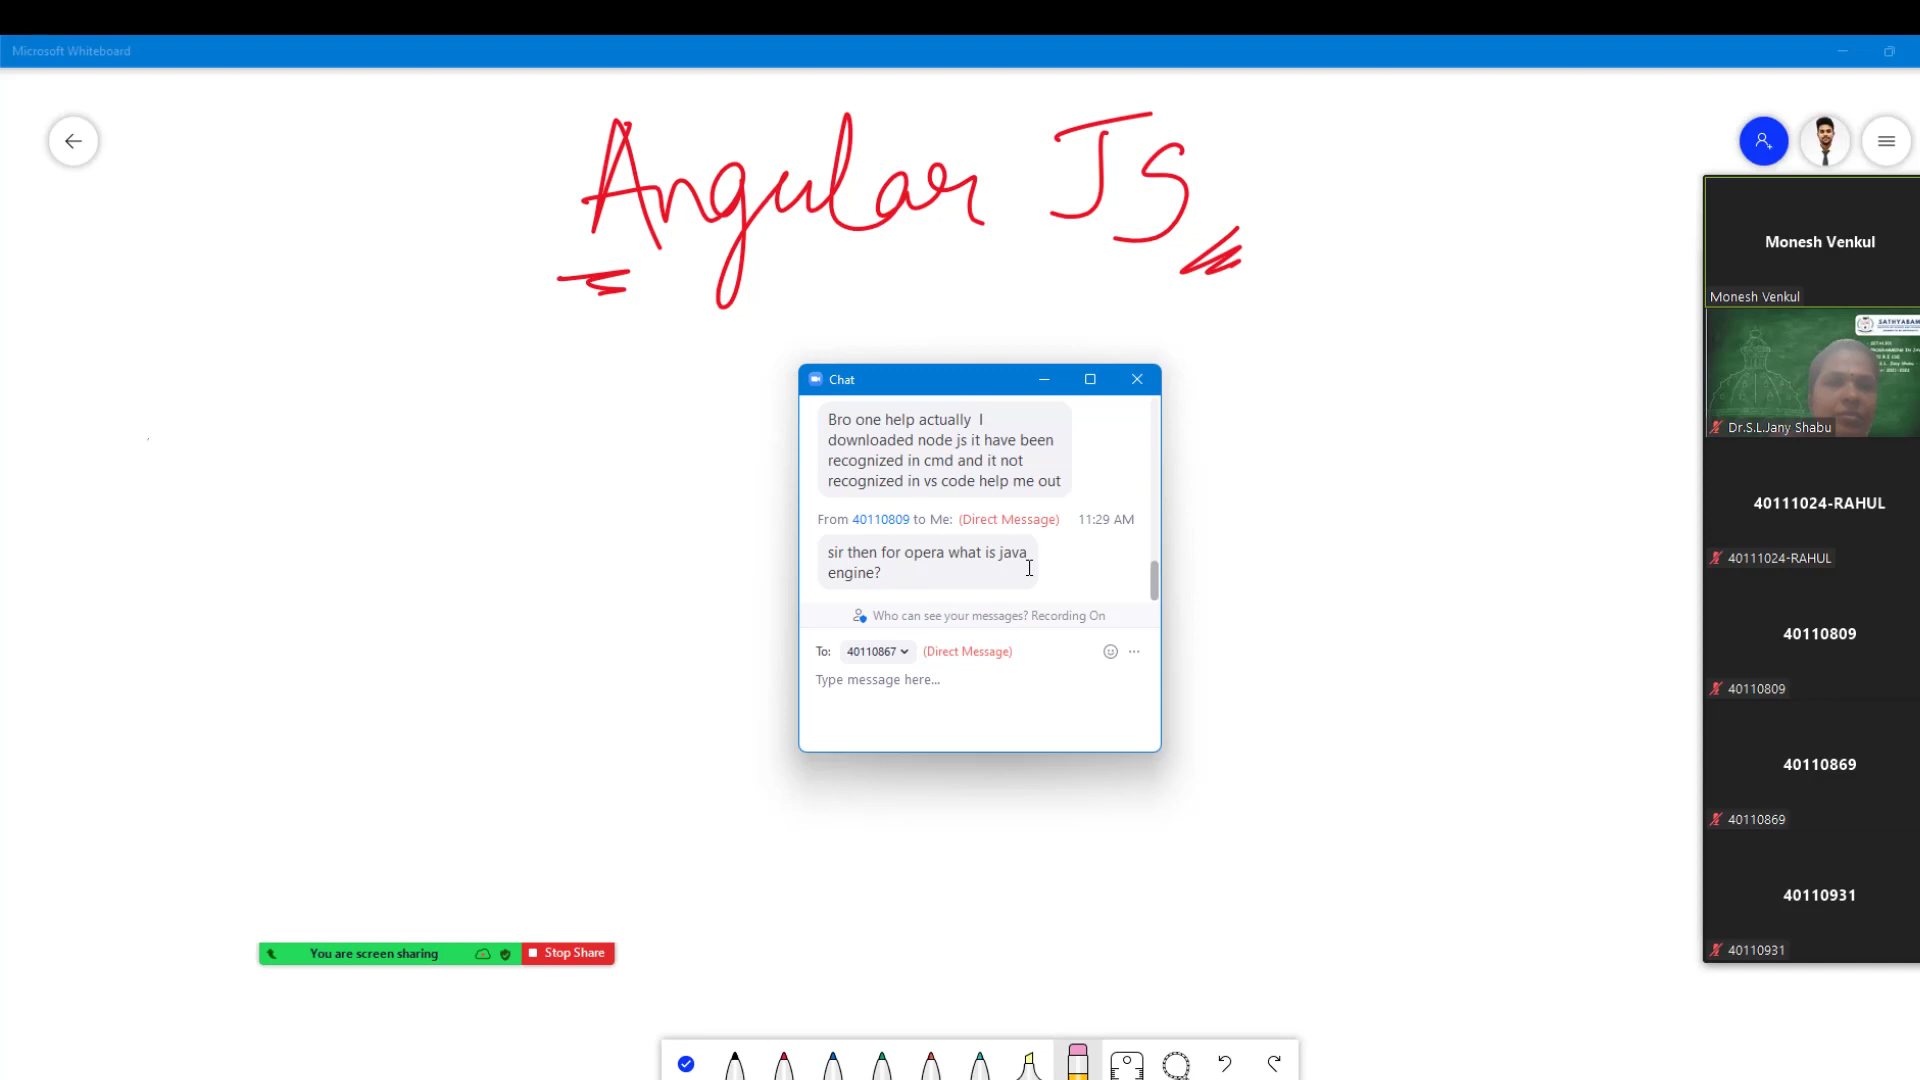 Microsoft Whiteboard
Angular JS
Monesh Venkul
Monesh Venkul
SATHYABAM
Dr.S.L.Jany Shabu
40111024-RAHUL
40111024-RAHUL
40110809
40110809
40110869
40110869
40110931
40110931
Chat
Bro one help actually I
downloaded node js it have been
recognized in cmd and it not
recognized in vs code help me out
From 40110809 to Me: (Direct Message) 11:29 AM
sir then for opera what is java
engine?
Who can see your messages? Recording On
To: 40110867 (Direct Message)
Type message here...
You are screen sharing
Stop Share